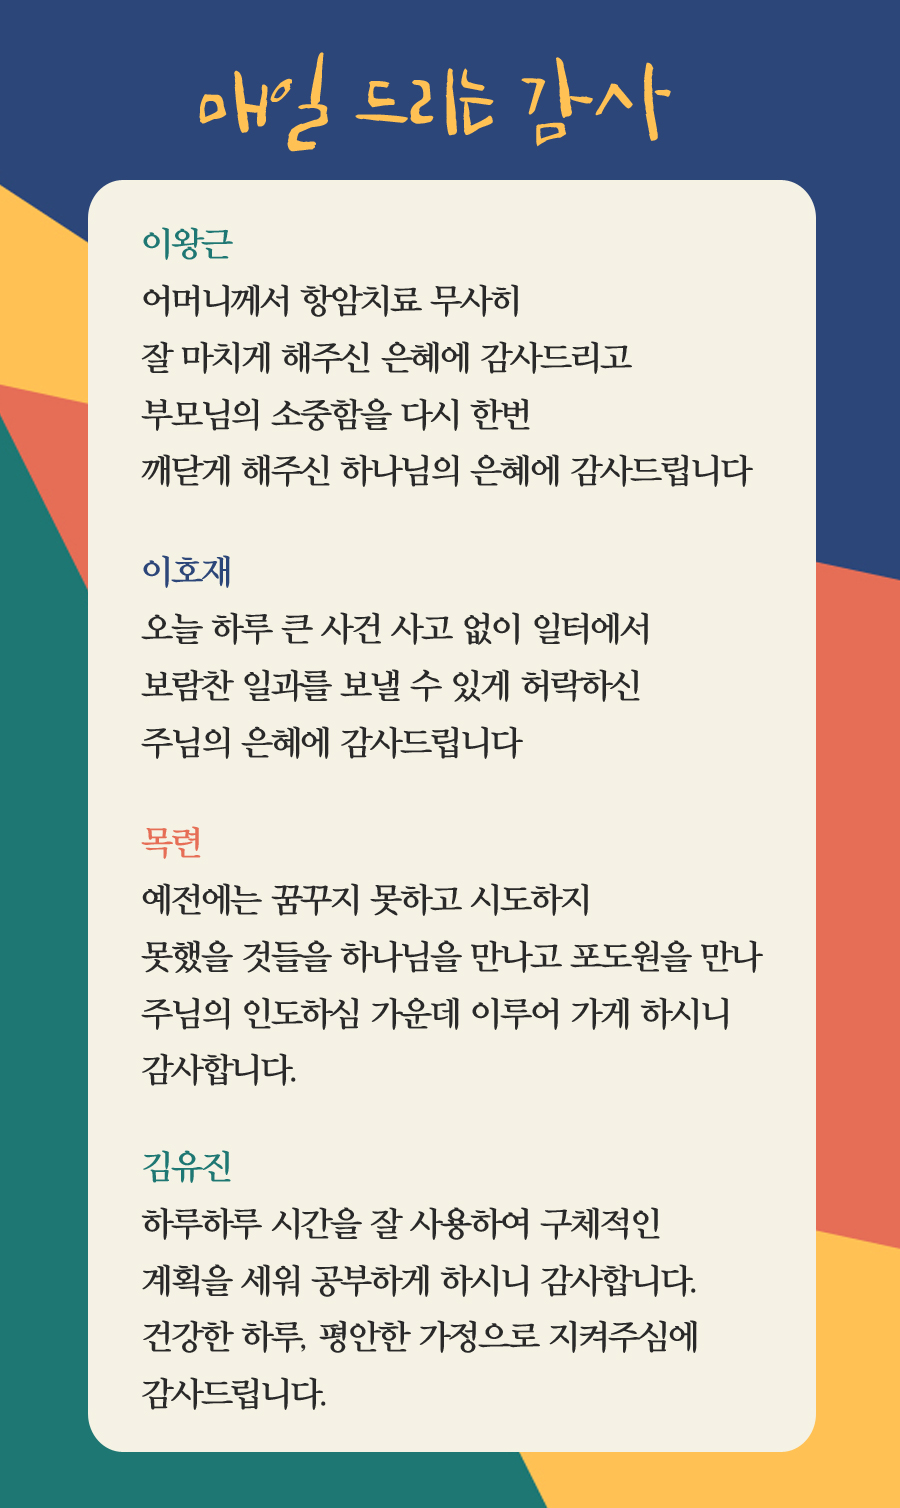 매일 드리는 감사
이왕근
어머니께서 항암치료 무사히
잘 마치게 해주신 은혜에 감사드리고
부모님의 소중함을 다시 한번
깨닫게 해주신 하나님의 은혜에 감사드립니다
이호재
오늘 하루 큰 사건 사고 없이 일터에서
보람찬 일과를 보낼 수 있게 허락하신
주님의 은혜에 감사드립니다
목련
예전에는 꿈꾸지 못하고 시도하지
못했을 것들을 하나님을 만나고 포도원을 만나
주님의 인도하심 가운데 이루어 가게 하시니
감사합니다.
김유진
하루하루 시간을 잘 사용하여 구체적인
계획을 세워 공부하게 하시니 감사합니다.
건강한 하루, 평안한 가정으로 지켜주심에
감사드립니다.